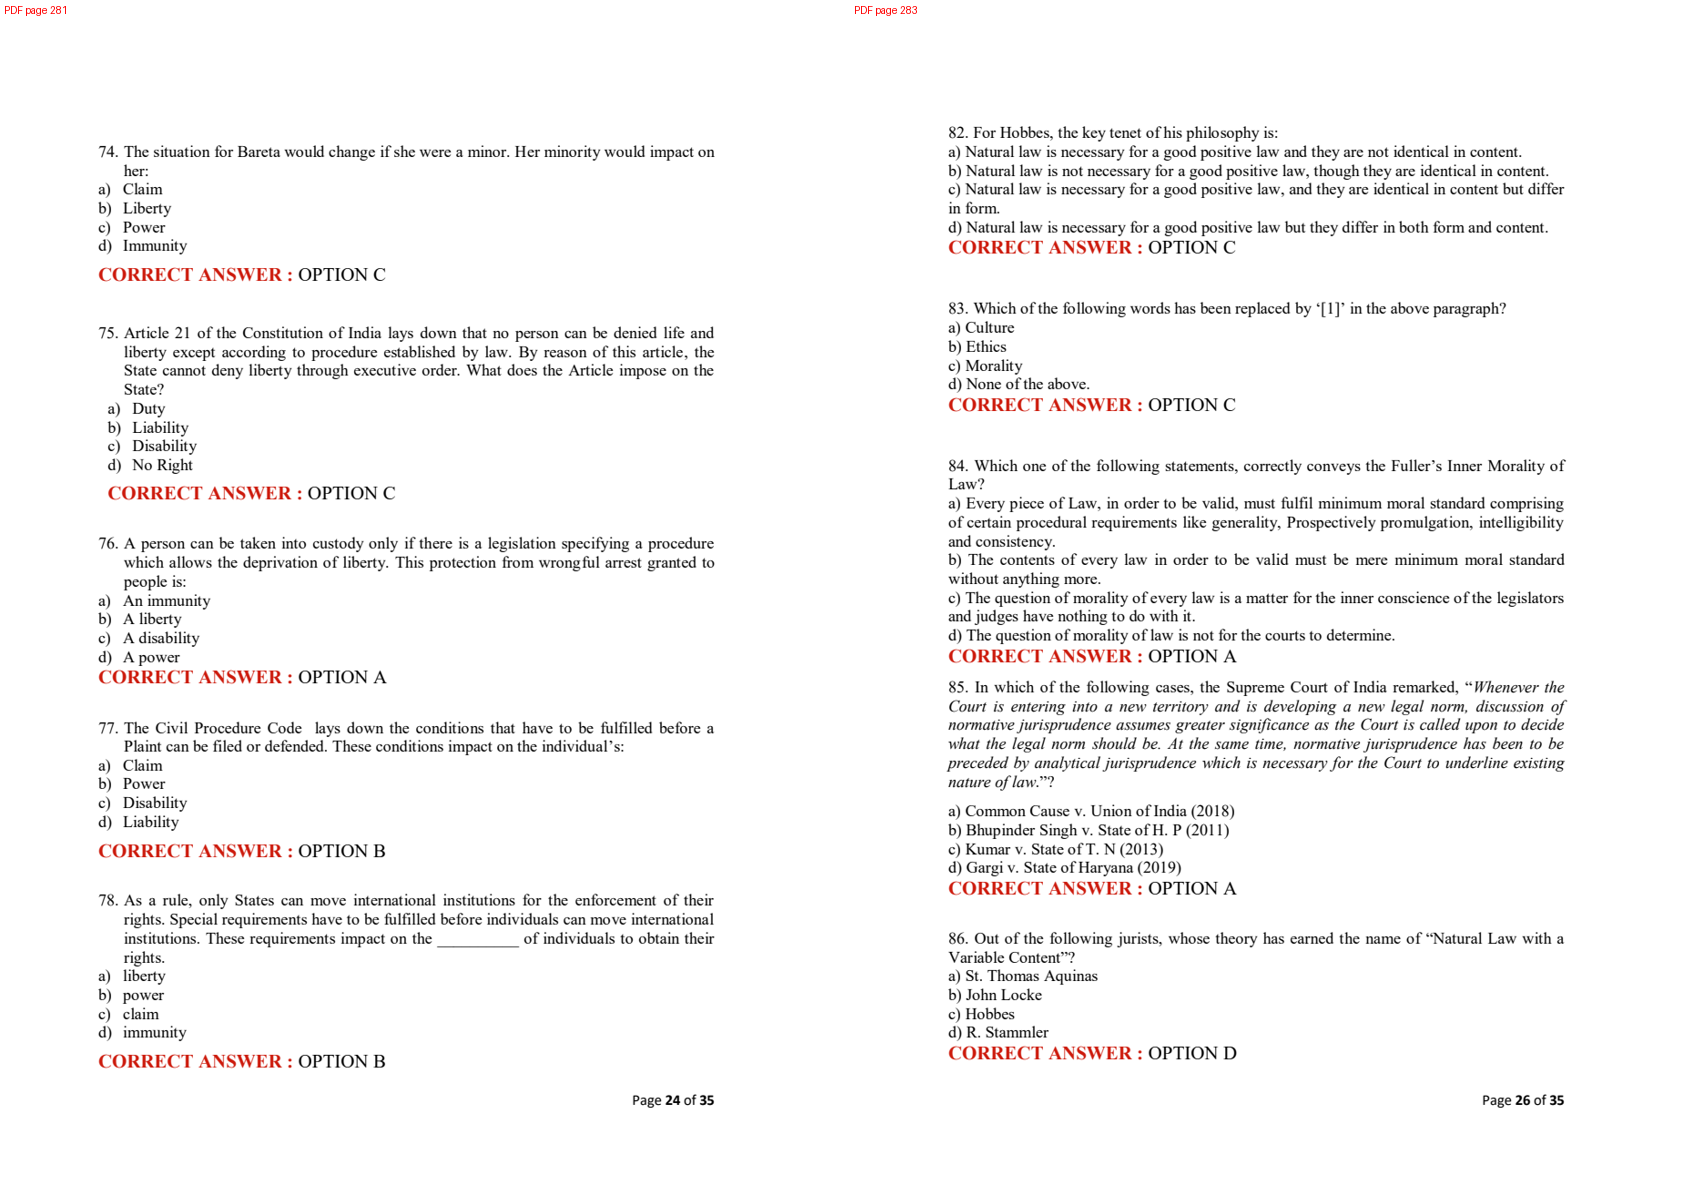 PDF page 281
74. The situation for Bareta would change if she were a minor. Her minority would impact on
her:
a) Claim
b) Liberty
c) Power
d) Immunity
CORRECT ANSWER : OPTION C
75. Article 21 of the Constitution of India lays down that no person can be denied life and
liberty except according to procedure established by law. By reason of this article, the
State cannot deny liberty through executive order. What does the Article impose on the
State?
a) Duty
b) Liability
c) Disability
d) No Right
CORRECT ANSWER : OPTION C
76. A person can be taken into custody only if there is a legislation specifying a procedure
which allows the deprivation of liberty. This protection from wrongful arrest granted to
people is:
a) An immunity
b) A liberty
c) A disability
d) A power
CORRECT ANSWER : OPTION A
77. The Civil Procedure Code lays down the conditions that have to be fulfilled before a
Plaint can be filed or defended. These conditions impact on the individual’s:
a) Claim
b) Power
c) Disability
d) Liability
CORRECT ANSWER : OPTION B
78. As a rule, only States can move international institutions for the enforcement of their
rights. Special requirements have to be fulfilled before individuals can move international
institutions. These requirements impact on the __________ of individuals to obtain their
rights.
a) liberty
b) power
c) claim
d) immunity
CORRECT ANSWER : OPTION B
Page 24 of 35
PDF page 283
82. For Hobbes, the key tenet of his philosophy is:
a) Natural law is necessary for a good positive law and they are not identical in content.
b) Natural law is not necessary for a good positive law, though they are identical in content.
c) Natural law is necessary for a good positive law, and they are identical in content but differ
in form.
d) Natural law is necessary for a good positive law but they differ in both form and content.
CORRECT ANSWER : OPTION C
83. Which of the following words has been replaced by ‘[1]’ in the above paragraph?
a) Culture
b) Ethics
c) Morality
d) None of the above.
CORRECT ANSWER : OPTION C
84. Which one of the following statements, correctly conveys the Fuller’s Inner Morality of
Law?
a) Every piece of Law, in order to be valid, must fulfil minimum moral standard comprising
of certain procedural requirements like generality, Prospectively promulgation, intelligibility
and consistency.
b) The contents of every law in order to be valid must be mere minimum moral standard
without anything more.
c) The question of morality of every law is a matter for the inner conscience of the legislators
and judges have nothing to do with it.
d) The question of morality of law is not for the courts to determine.
CORRECT ANSWER : OPTION A
85. In which of the following cases, the Supreme Court of India remarked, “Whenever the
Court is entering into a new territory and is developing a new legal norm, discussion of
normative jurisprudence assumes greater significance as the Court is called upon to decide
what the legal norm should be. At the same time, normative jurisprudence has been to be
preceded by analytical jurisprudence which is necessary for the Court to underline existing
nature of law.”?
a) Common Cause v. Union of India (2018)
b) Bhupinder Singh v. State of H. P (2011)
c) Kumar v. State of T. N (2013)
d) Gargi v. State of Haryana (2019)
CORRECT ANSWER : OPTION A
86. Out of the following jurists, whose theory has earned the name of “Natural Law with a
Variable Content”?
a) St. Thomas Aquinas
b) John Locke
c) Hobbes
d) R. Stammler
CORRECT ANSWER : OPTION D
Page 26 of 35